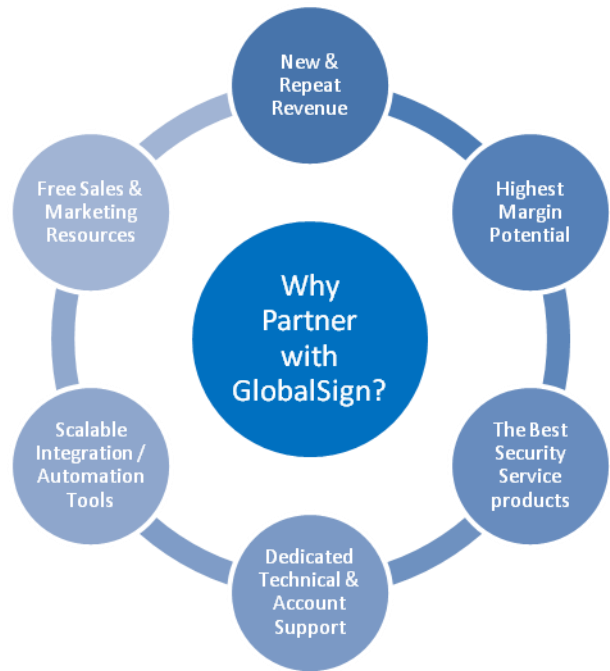 New &
Repeat
Revenue
Highest
Margin
Potential
The Best
Security
Service
products
Dedicated
Technical &
Account
Support
Scalable
Integration /
Automation
Tools
Free Sales &
Marketing
Resources
Why
Partner
with
GlobalSign?